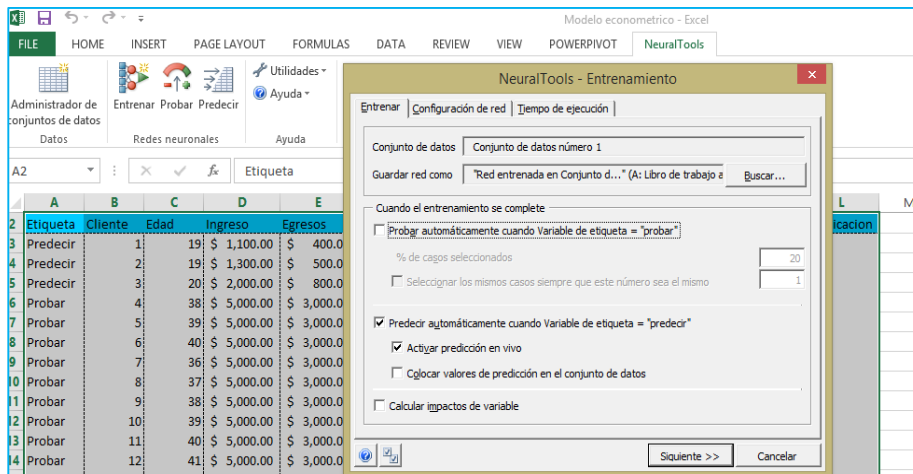 Modelo econometrico - Excel
FILE HOME INSERT PAGE LAYOUT FORMULAS DATA REVIEW VIEW POWERPIVOT NeuralTools
Administrador de conjuntos de datos
Entrenar Probar Predecir
Utilidades
Ayuda
Datos Redes neuronales Ayuda
A2 fx Etiqueta
A B C D E L M
2 Etiqueta Cliente Edad Ingreso Egresos icacion
3 Predecir 1 19 $ 1,100.00 $ 400.0
4 Predecir 2 19 $ 1,300.00 $ 500.0
5 Predecir 3 20 $ 2,000.00 $ 800.0
6 Probar 4 38 $ 5,000.00 $ 3,000.0
7 Probar 5 39 $ 5,000.00 $ 3,000.0
8 Probar 6 40 $ 5,000.00 $ 3,000.0
9 Probar 7 36 $ 5,000.00 $ 3,000.0
10 Probar 8 37 $ 5,000.00 $ 3,000.0
11 Probar 9 38 $ 5,000.00 $ 3,000.0
12 Probar 10 39 $ 5,000.00 $ 3,000.0
13 Probar 11 40 $ 5,000.00 $ 3,000.0
14 Probar 12 41 $ 5,000.00 $ 3,000.0
NeuralTools - Entrenamiento
Entrenar Configuración de red Tiempo de ejecución
Conjunto de datos Conjunto de datos número 1
Guardar red como "Red entrenada en Conjunto d..." (A: Libro de trabajo a Buscar...
Cuando el entrenamiento se complete
Probar automáticamente cuando Variable de etiqueta = "probar"
% de casos seleccionados 20
Seleccionar los mismos casos siempre que este número sea el mismo 1
Predecir automáticamente cuando Variable de etiqueta = "predecir"
Activar predicción en vivo
Colocar valores de predicción en el conjunto de datos
Calcular impactos de variable
Siguiente >> Cancelar